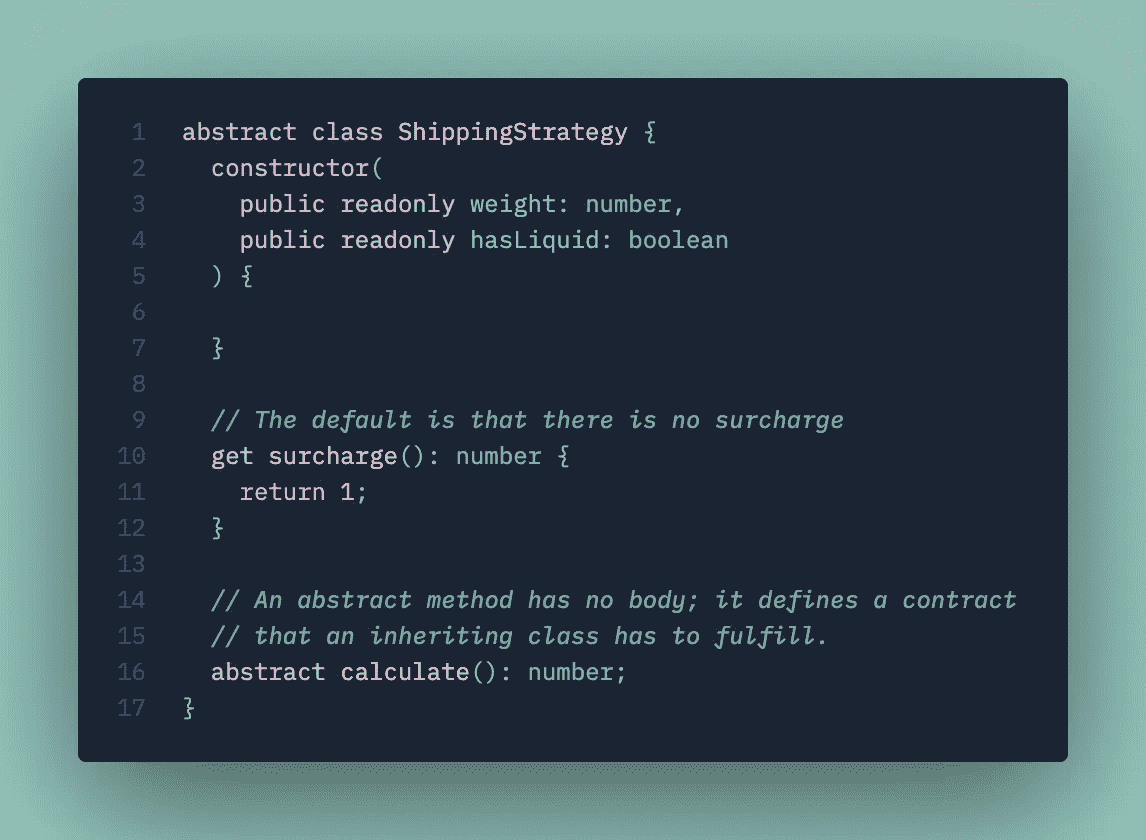 1 abstract class ShippingStrategy {
2 constructor(
3 public readonly weight: number,
4 public readonly hasLiquid: boolean
5 ) {
6
7 }
8
9 // The default is that there is no surcharge
10 get surcharge(): number {
11 return 1;
12 }
13
14 // An abstract method has no body; it defines a contract
15 // that an inheriting class has to fulfill.
16 abstract calculate(): number;
17 }